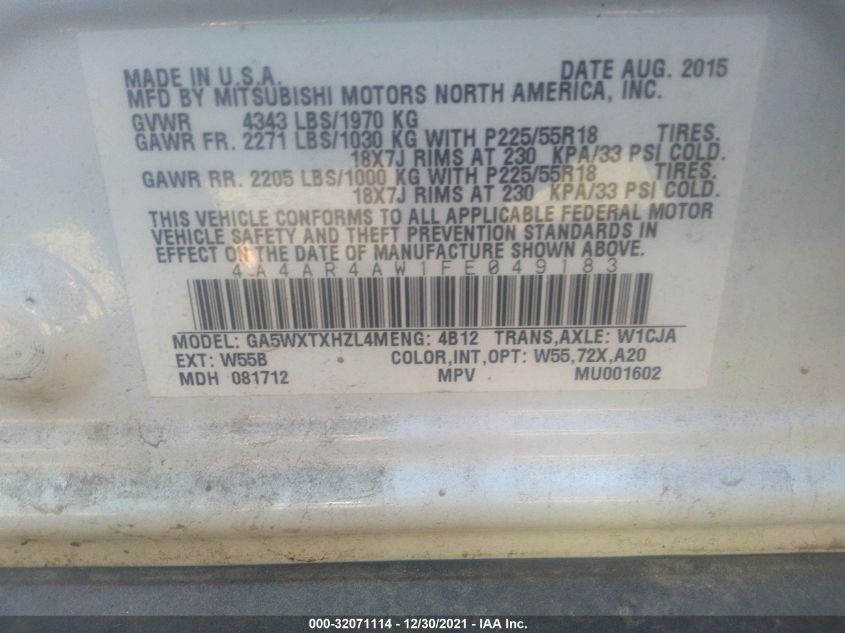 MADE IN U.S.A. DATE AUG. 2015
MFD BY MITSUBISHI MOTORS NORTH AMERICA, INC.
GVWR 4343 LBS/1970 KG
GAWR FR. 2271 LBS/1030 KG WITH P225/55R18 TIRES.
18X7J RIMS AT 230 KPA/33 PSI COLD.
GAWR RR. 2205 LBS/1000 KG WITH P225/55R18 TIRES.
18X7J RIMS AT 230 KPA/33 PSI COLD.
THIS VEHICLE CONFORMS TO ALL APPLICABLE FEDERAL MOTOR
VEHICLE SAFETY AND THEFT PREVENTION STANDARDS IN
EFFECT ON THE DATE OF MANUFACTURE SHOWN ABOVE.
4A4AR4AW1FE049183
MODEL: GA5WXTXHZL4MENG: 4B12 TRANS,AXLE: W1CJA
EXT: W55B COLOR,INT,OPT: W55,72X,A20
MDH 081712 MPV MU001602
000-32071114 - 12/30/2021 - IAA Inc.